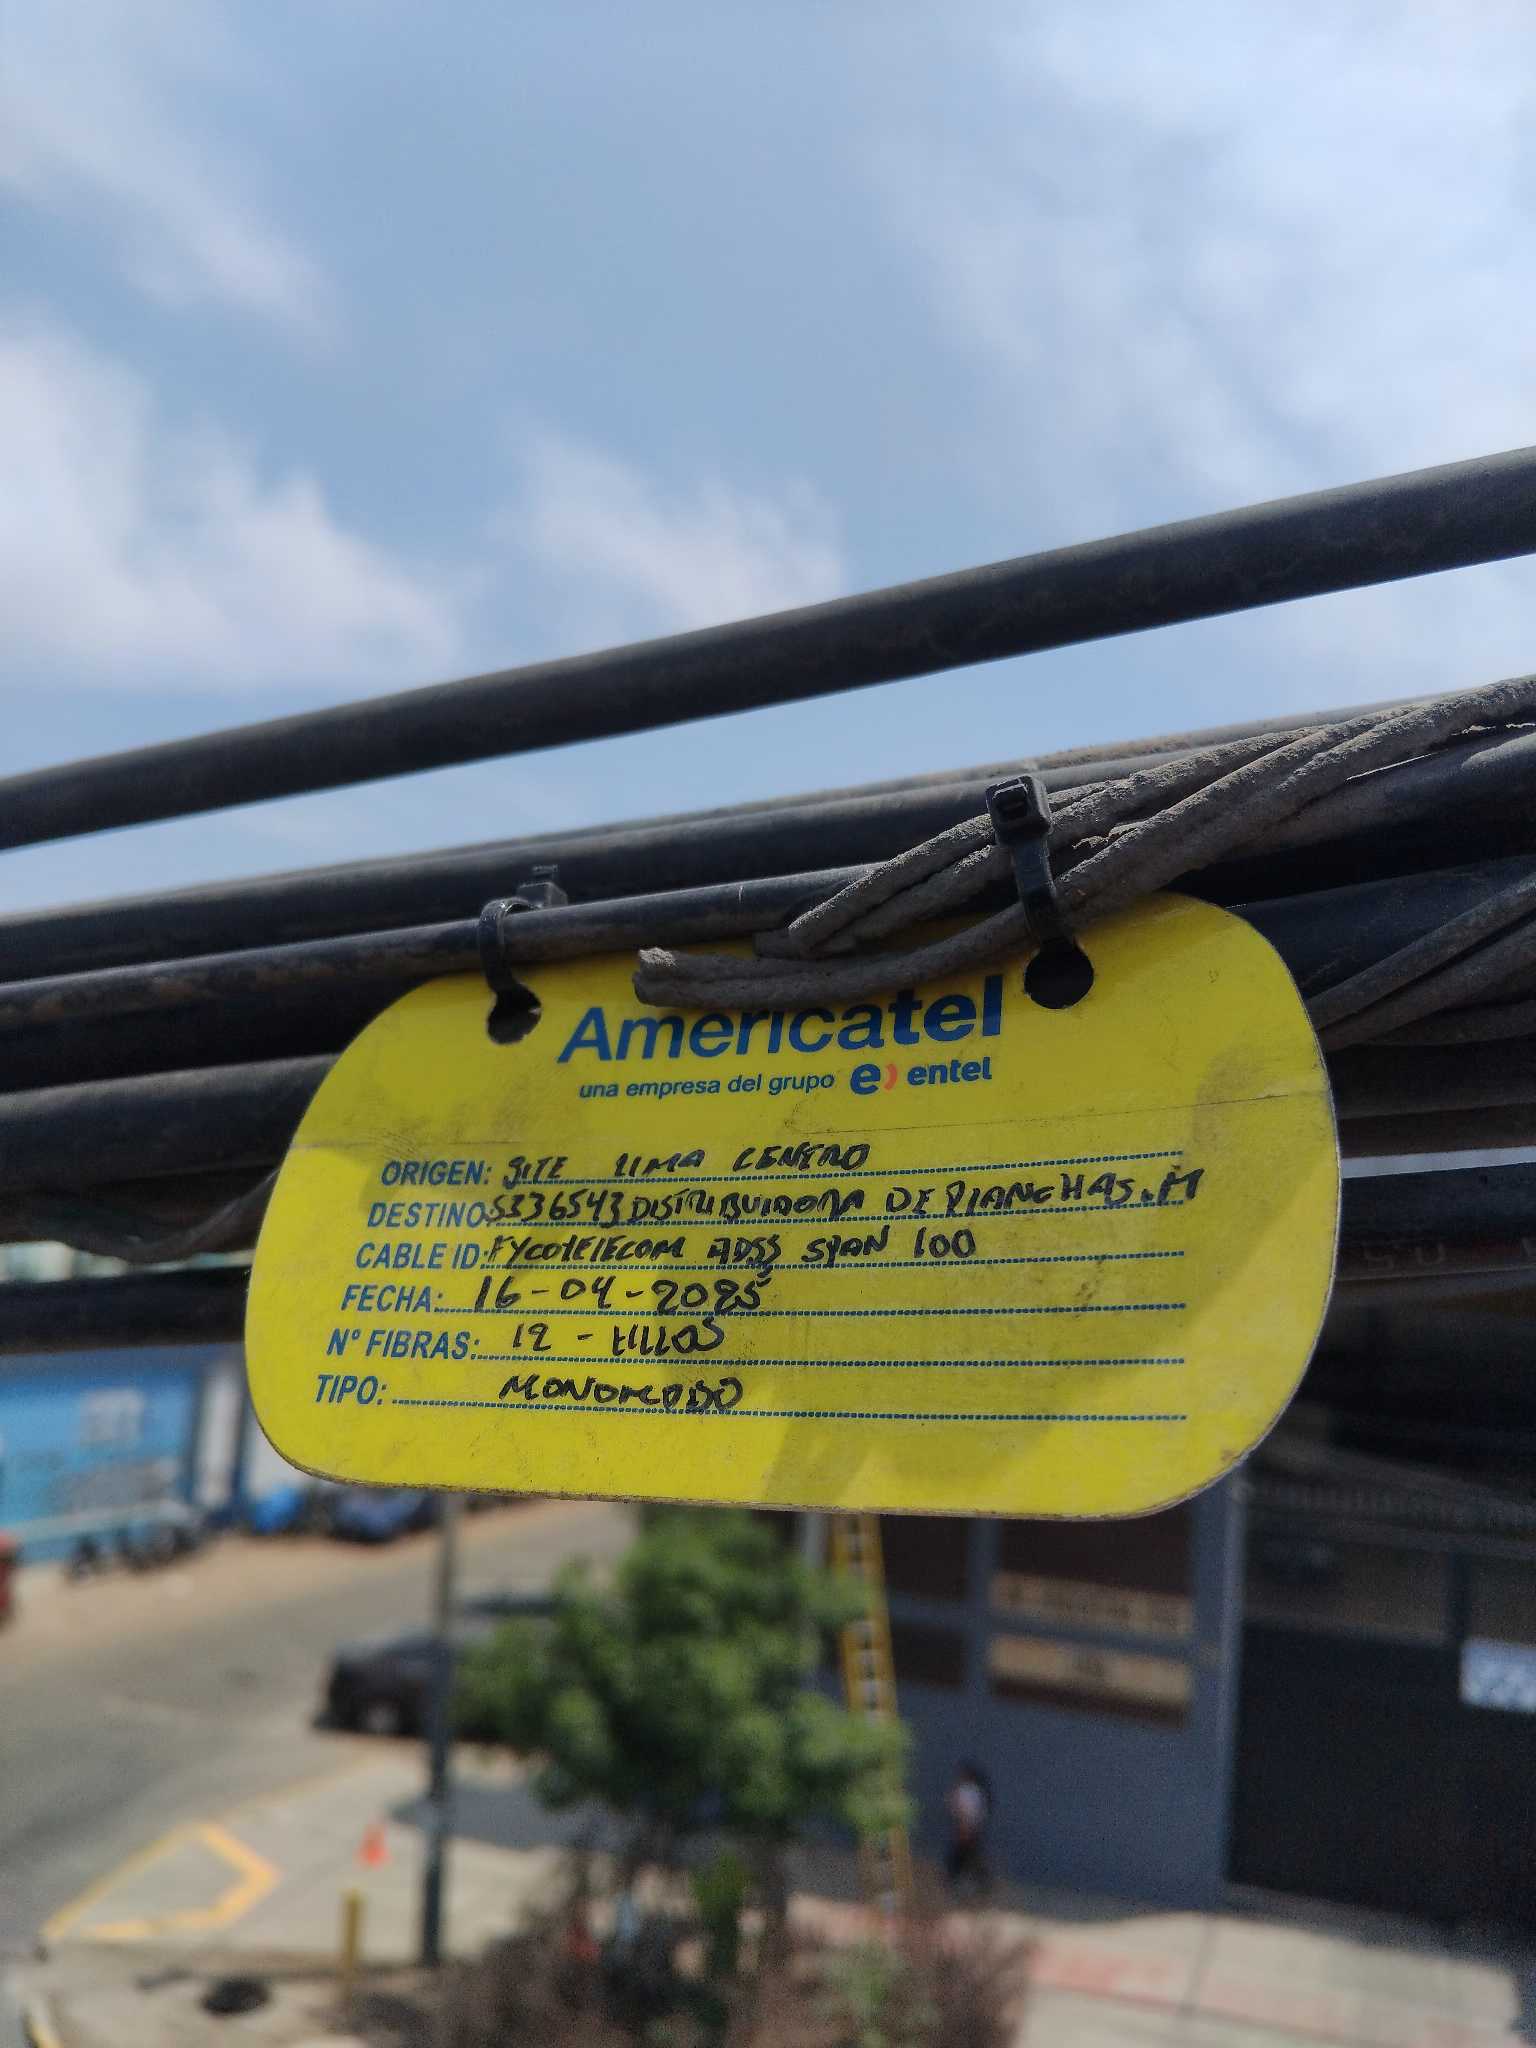 Americatel
una empresa del grupo e) entel
ORIGEN: SITE LIMA CENTRO
DESTINO: S336543 DISTRIBUIDORA DE PLANCHAS.M
CABLE ID: FYCOTELECOM ADSS SPAN 100
FECHA: 16-04-2025
N° FIBRAS: 12 - HILOS
TIPO: MONOMODO